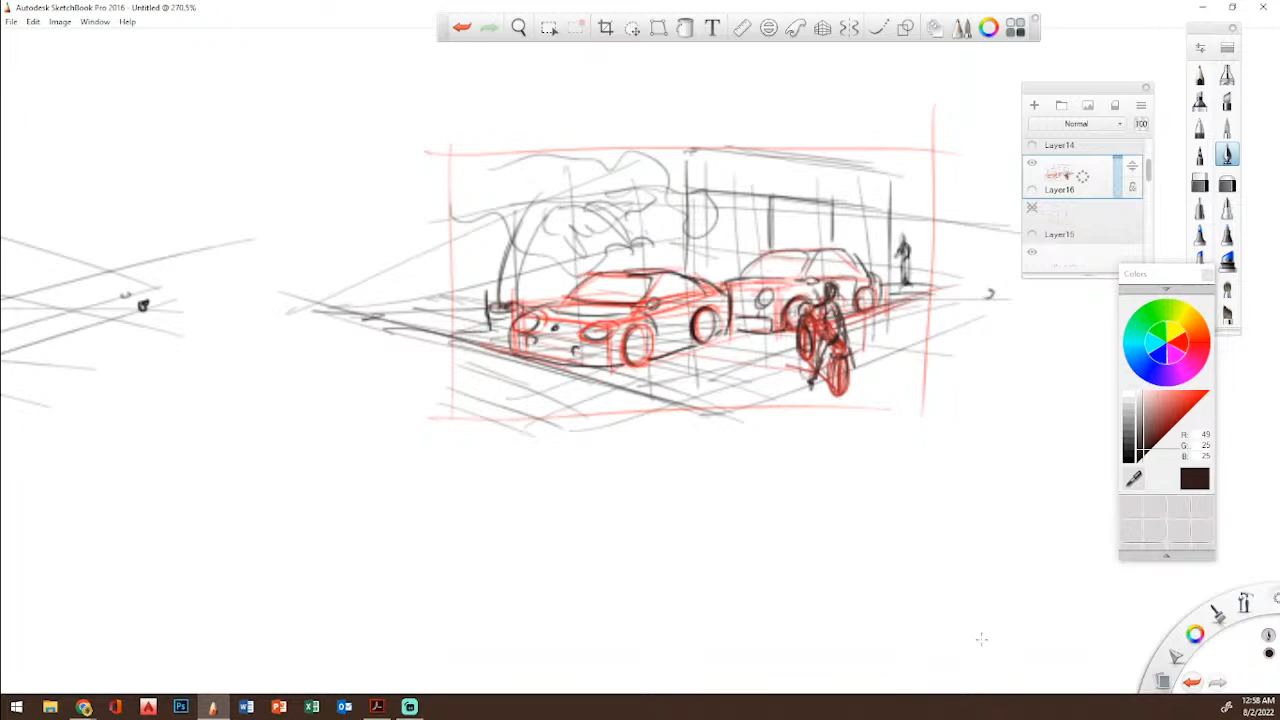 Autodesk SketchBook Pro 2016 - Untitled @ 270.5%
File Edit Image Window Help
T
Normal 100
Layer14
Layer16
Layer15
Colors
R: 49
G: 25
B: 25
12:58 AM
8/2/2022